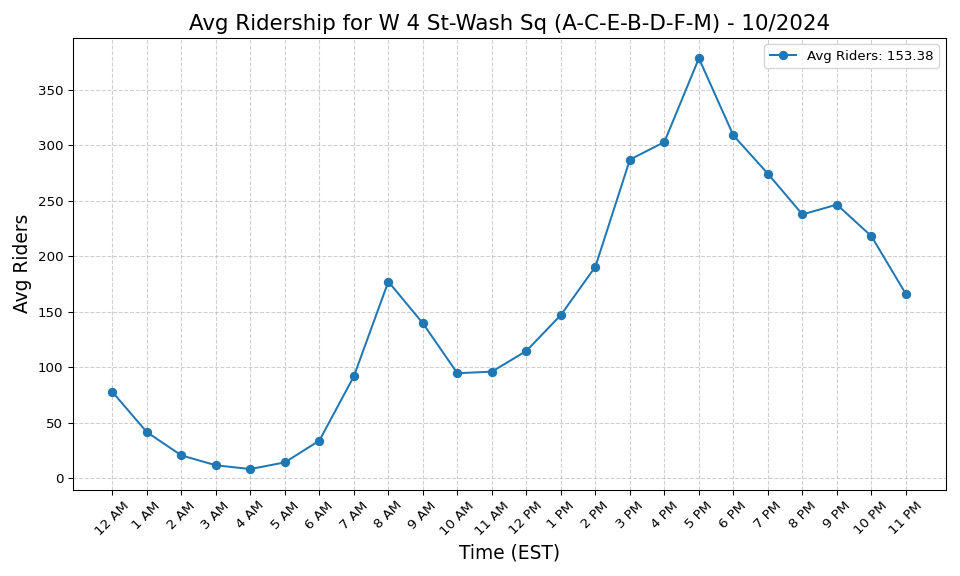 Avg Ridership for W 4 St-Wash Sq (A-C-E-B-D-F-M) - 10/2024
Avg Riders: 153.38
Avg Riders
350
300
250
200
150
100
50
0
12 AM
1 AM
2 AM
3 AM
4 AM
5 AM
6 AM
7 AM
8 AM
9 AM
10 AM
11 AM
12 PM
1 PM
2 PM
3 PM
4 PM
5 PM
6 PM
7 PM
8 PM
9 PM
10 PM
11 PM
Time (EST)